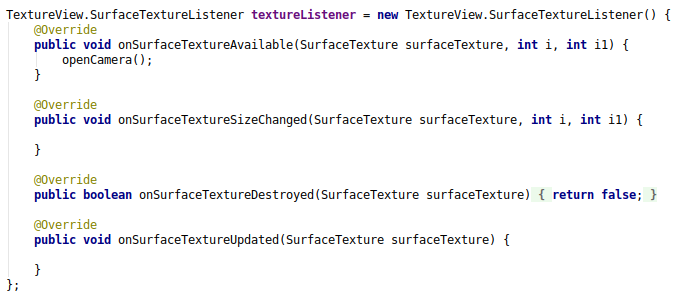 TextureView.SurfaceTextureListener textureListener = new TextureView.SurfaceTextureListener() {
    @Override
    public void onSurfaceTextureAvailable(SurfaceTexture surfaceTexture, int i, int i1) {
        openCamera();
    }

    @Override
    public void onSurfaceTextureSizeChanged(SurfaceTexture surfaceTexture, int i, int i1) {

    }

    @Override
    public boolean onSurfaceTextureDestroyed(SurfaceTexture surfaceTexture) { return false; }

    @Override
    public void onSurfaceTextureUpdated(SurfaceTexture surfaceTexture) {

    }
};